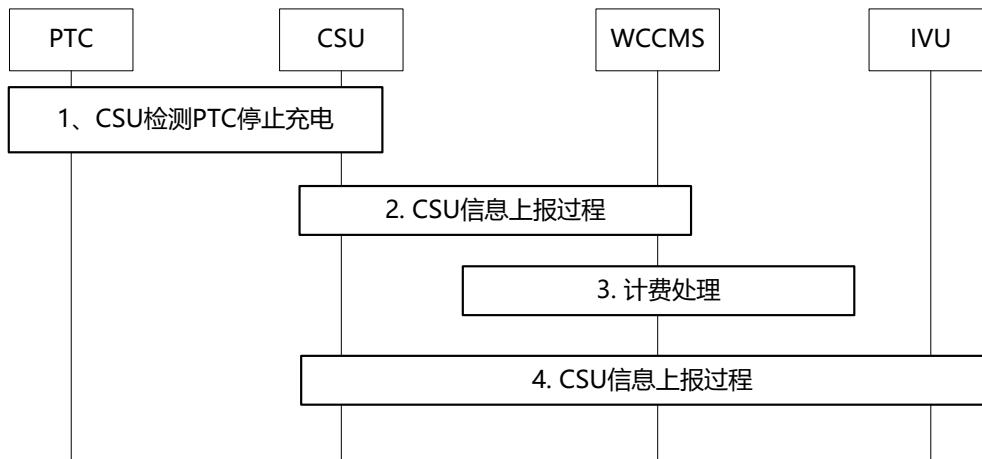 PTC CSU WCCMS IVU
1、CSU检测PTC停止充电
2. CSU信息上报过程
3. 计费处理
4. CSU信息上报过程